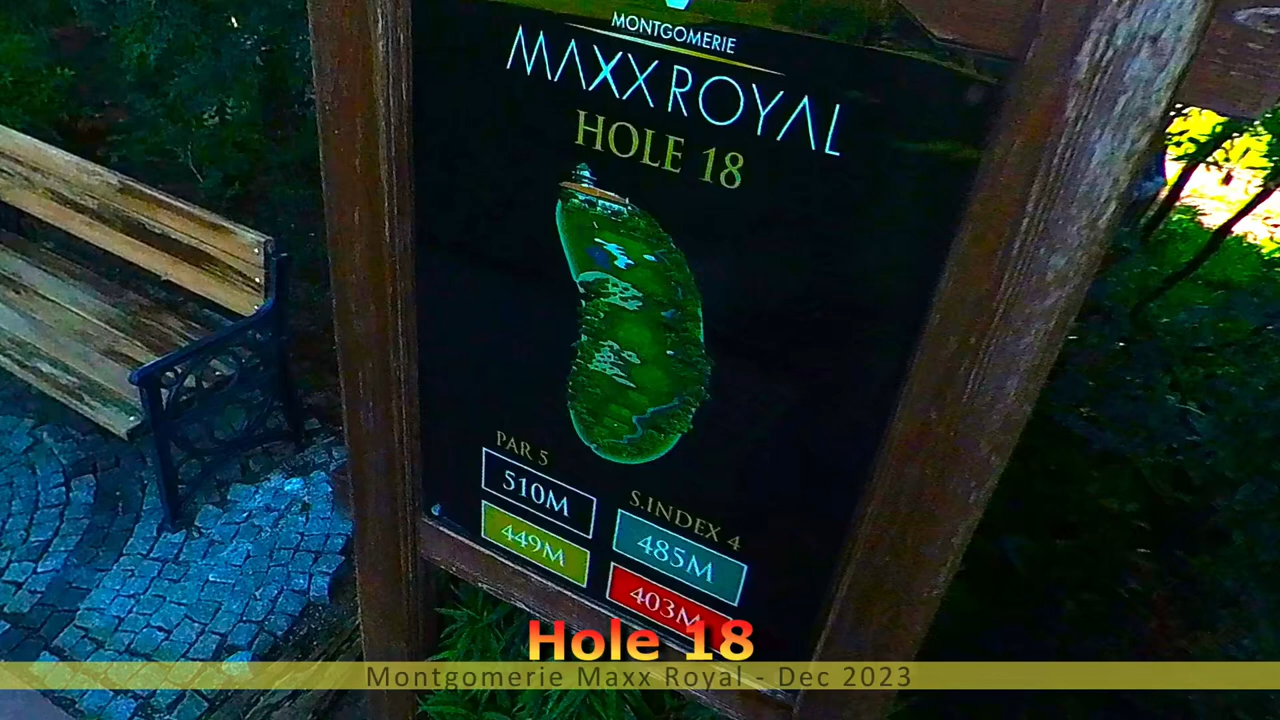 MONTGOMERIE
MAXX ROYAL
HOLE 18
PAR 5
510M
449M
S.INDEX 4
485M
403M
Hole 18
Montgomerie Maxx Royal - Dec 2023